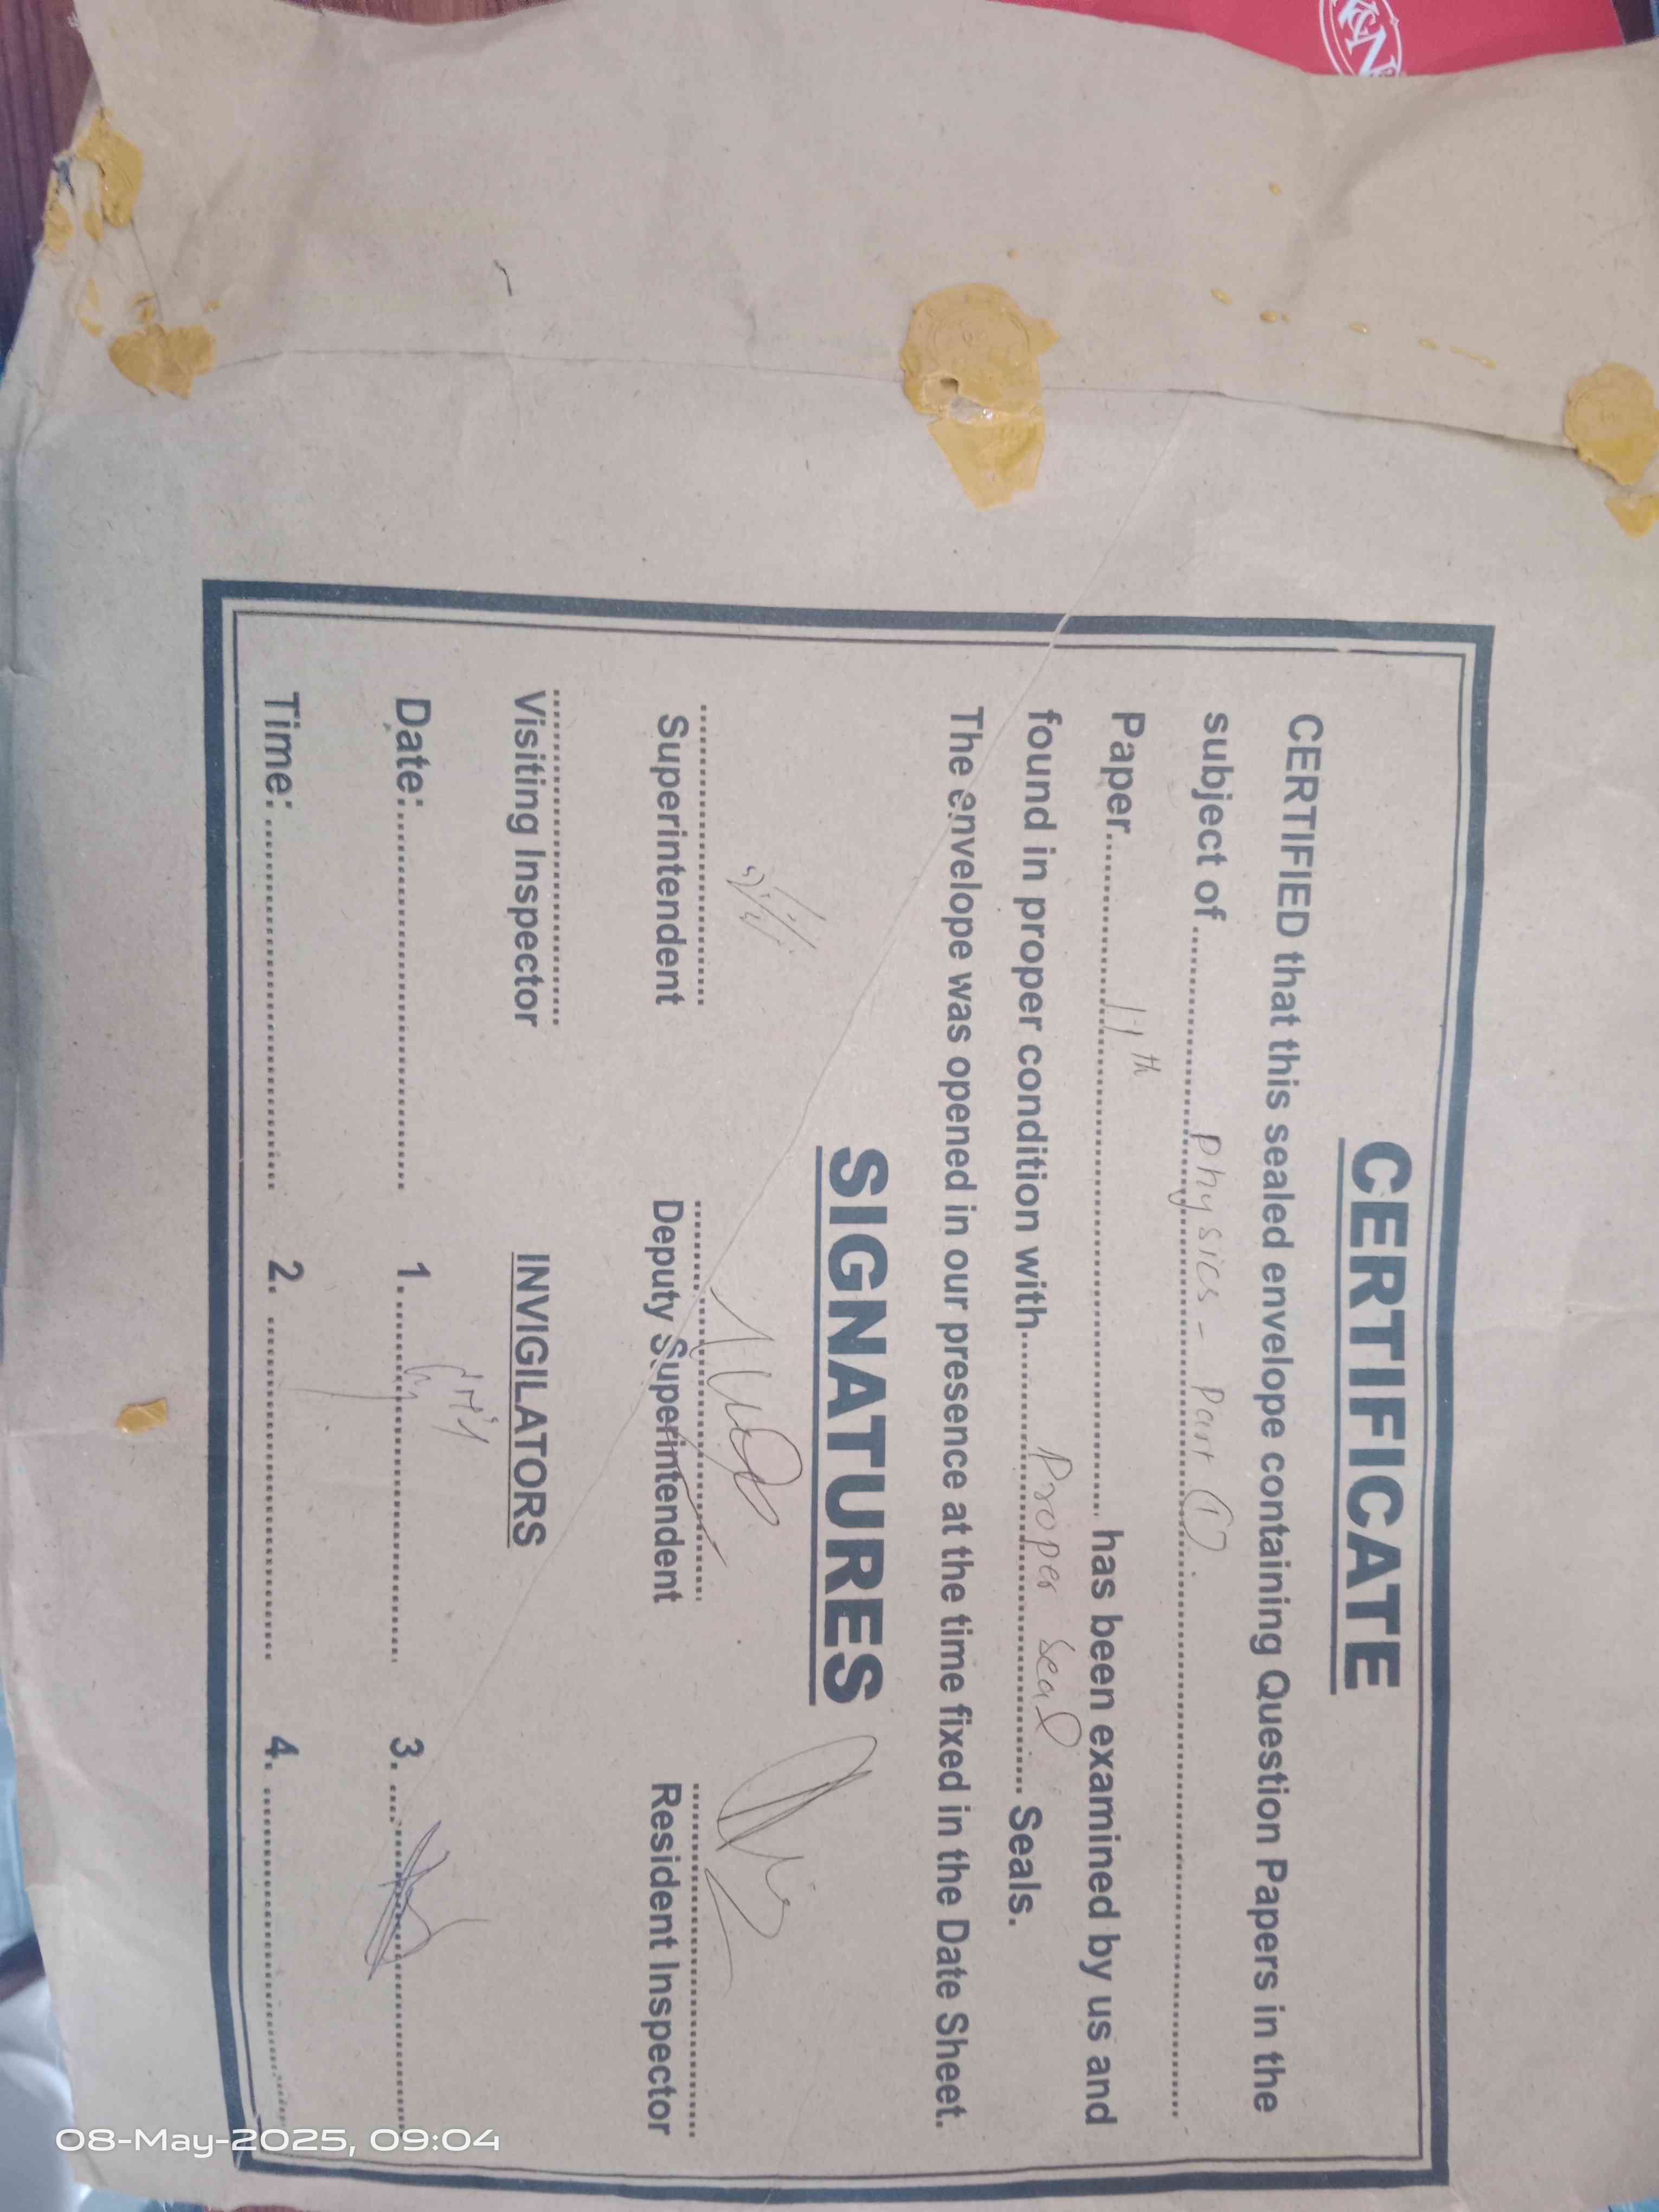 K&N's
CERTIFICATE
CERTIFIED that this sealed envelope containing Question Papers in the
subject of Physics - Part (1)
Paper 11th has been examined by us and
found in proper condition with Proper Seal Seals.
The envelope was opened in our presence at the time fixed in the Date Sheet.
SIGNATURES
Superintendent Deputy Superintendent Resident Inspector
Visiting Inspector INVIGILATORS
Date: 1. 3.
Time: 2. 4.
08-May-2025, 09:04